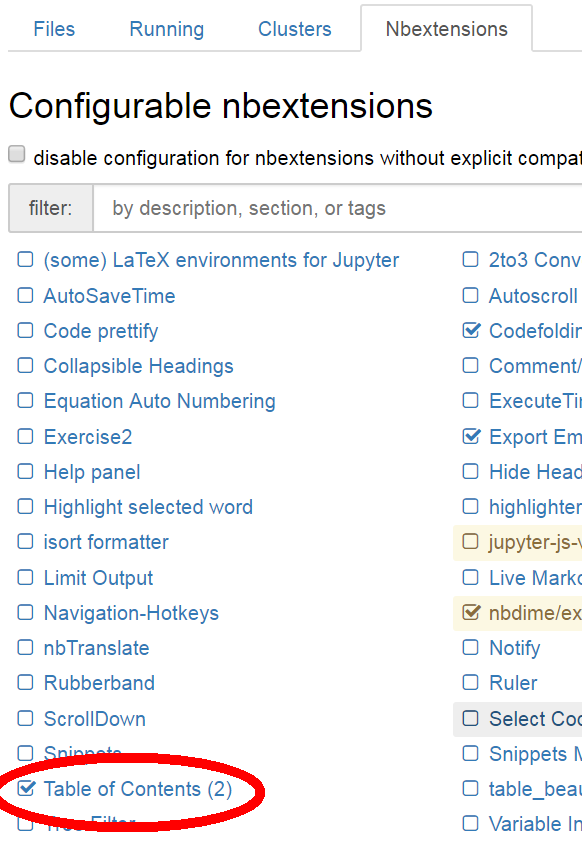 Files Running Clusters Nbextensions
Configurable nbextensions
disable configuration for nbextensions without explicit compat
filter: by description, section, or tags
(some) LaTeX environments for Jupyter 2to3 Conv
AutoSaveTime Autoscroll
Code prettify Codefoldin
Collapsible Headings Comment/
Equation Auto Numbering ExecuteTi
Exercise2 Export Em
Help panel Hide Head
Highlight selected word highlighter
isort formatter jupyter-js-v
Limit Output Live Marko
Navigation-Hotkeys nbdime/ex
nbTranslate Notify
Rubberband Ruler
ScrollDown Select Coo
Snippets Snippets M
Table of Contents (2) table_beau
Tree Filter Variable In